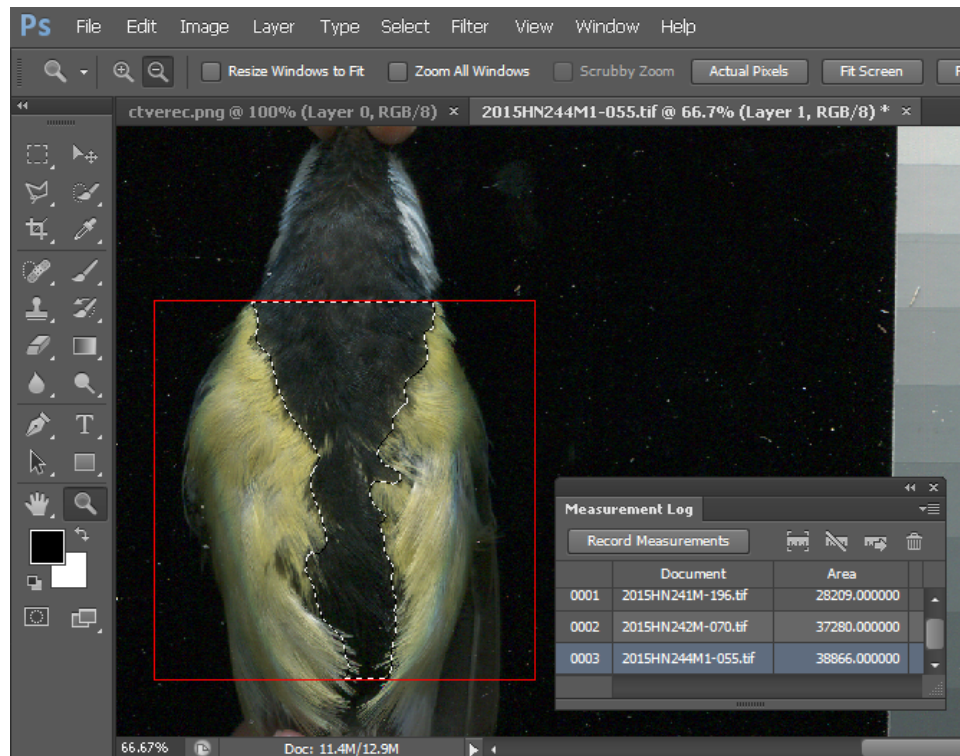 Ps File Edit Image Layer Type Select Filter View Window Help
Resize Windows to Fit Zoom All Windows Scrubby Zoom Actual Pixels Fit Screen
ctverec.png @ 100% (Layer 0, RGB/8) × 2015HN244M1-055.tif @ 66.7% (Layer 1, RGB/8) * ×
Measurement Log
Record Measurements
Document Area
0001 2015HN241M-196.tif 28209.000000
0002 2015HN242M-070.tif 37280.000000
0003 2015HN244M1-055.tif 38866.000000
66.67% Doc: 11.4M/12.9M